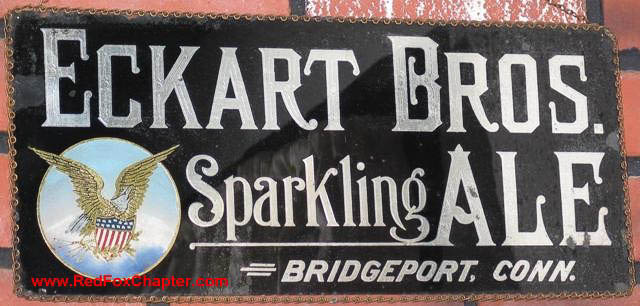 ECKART BROS.
Sparkling ALE
BRIDGEPORT, CONN.
www.RedFoxChapter.com